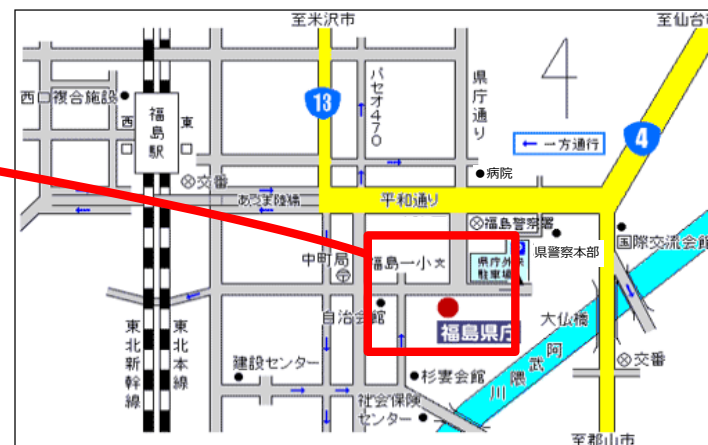 至米沢市
至仙台
13
パセオ470
県庁通り
4
西口複合施設
福島駅
西口
東口
一方通行
病院
交番
あづま陸橋
平和通り
福島警察署
県警察本部
国際交流会館
中町局
福島一小
文
県庁外来
駐車場
自治会館
福島県庁
大仏橋
阿武隈川
東北新幹線
東北本線
建設センター
杉妻会館
交番
社会保険
センター
至郡山市